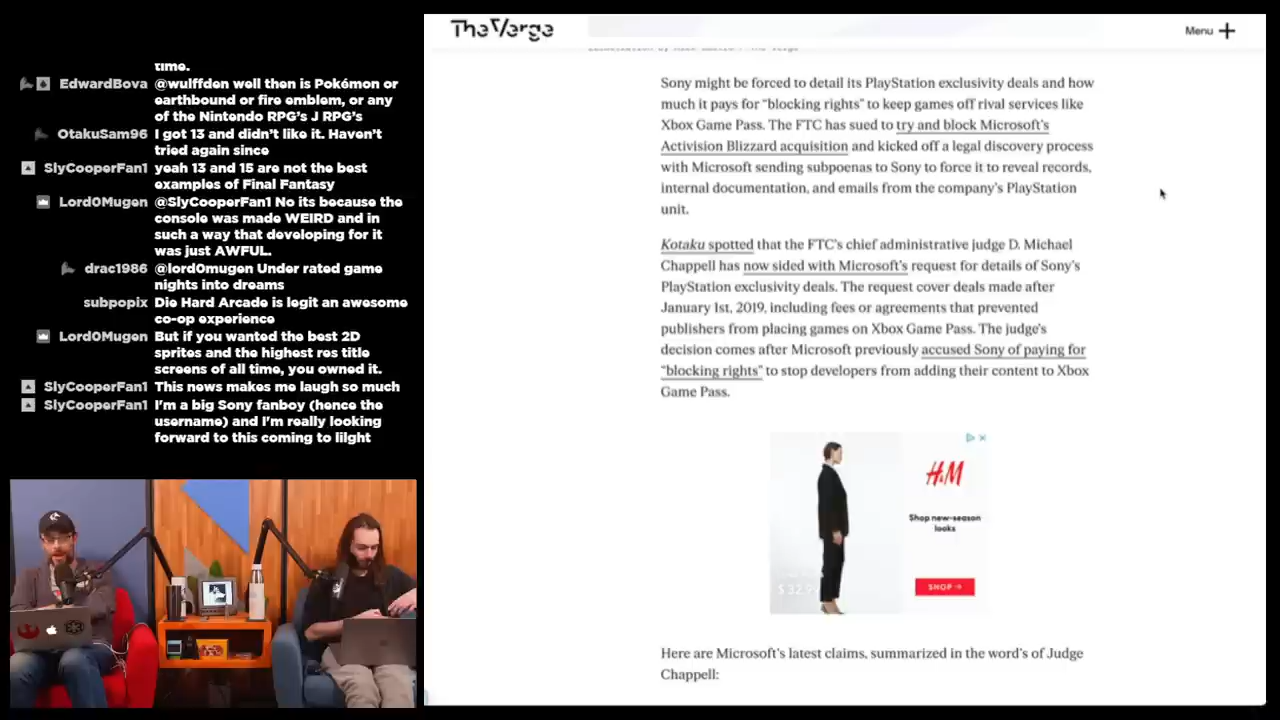 time.
EdwardBova @wulffden well then is Pokémon or
earthbound or fire emblem, or any
of the Nintendo RPG's J RPG's
OtakuSam96 I got 13 and didn't like it. Haven't
tried again since
SlyCooperFan1 yeah 13 and 15 are not the best
examples of Final Fantasy
Lord0Mugen @SlyCooperFan1 No its because the
console was made WEIRD and in
such a way that developing for it
was just AWFUL.
drac1986 @lord0mugen Under rated game
nights into dreams
subpopix Die Hard Arcade is legit an awesome
co-op experience
Lord0Mugen But if you wanted the best 2D
sprites and the highest res title
screens of all time, you owned it.
SlyCooperFan1 This news makes me laugh so much
SlyCooperFan1 I'm a big Sony fanboy (hence the
username) and I'm really looking
forward to this coming to lilght
The Verge
Menu
Sony might be forced to detail its PlayStation exclusivity deals and how
much it pays for “blocking rights” to keep games off rival services like
Xbox Game Pass. The FTC has sued to try and block Microsoft’s
Activision Blizzard acquisition and kicked off a legal discovery process
with Microsoft sending subpoenas to Sony to force it to reveal records,
internal documentation, and emails from the company’s PlayStation
unit.
Kotaku spotted that the FTC’s chief administrative judge D. Michael
Chappell has now sided with Microsoft’s request for details of Sony’s
PlayStation exclusivity deals. The request cover deals made after
January 1st, 2019, including fees or agreements that prevented
publishers from placing games on Xbox Game Pass. The judge’s
decision comes after Microsoft previously accused Sony of paying for
“blocking rights” to stop developers from adding their content to Xbox
Game Pass.
H&M
Shop new-season
looks
SHOP
Here are Microsoft’s latest claims, summarized in the word’s of Judge
Chappell: